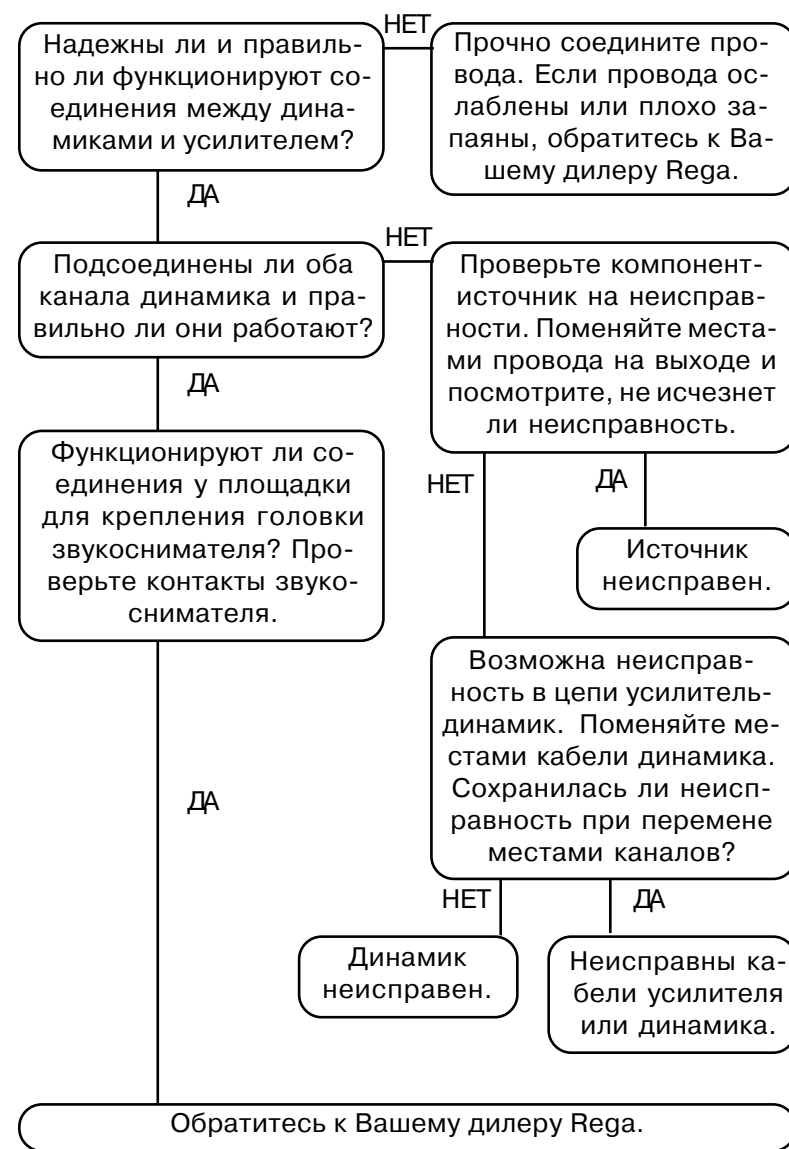 Надежны ли и правиль-
но ли функционируют со-
единения между дина-
миками и усилителем?
НЕТ
Прочно соедините про-
вода. Если провода ос-
лаблены или плохо за-
паяны, обратитесь к Ва-
шему дилеру Rega.
ДА
Подсоединены ли оба
канала динамика и пра-
вильно ли они работают?
НЕТ
Проверьте компонент-
источник на неисправ-
ности. Поменяйте места-
ми провода на выходе и
посмотрите, не исчезнет
ли неисправность.
ДА
Функционируют ли со-
единения у площадки
для крепления головки
звукоснимателя? Про-
верьте контакты звуко-
снимателя.
НЕТ
ДА
Источник
неисправен.
Возможна неисправ-
ность в цепи усилитель-
динамик. Поменяйте ме-
стами кабели динамика.
Сохранилась ли неисп-
равность при перемене
местами каналов?
ДА
НЕТ
ДА
Динамик
неисправен.
Неисправны ка-
бели усилителя
или динамика.
Обратитесь к Вашему дилеру Rega.